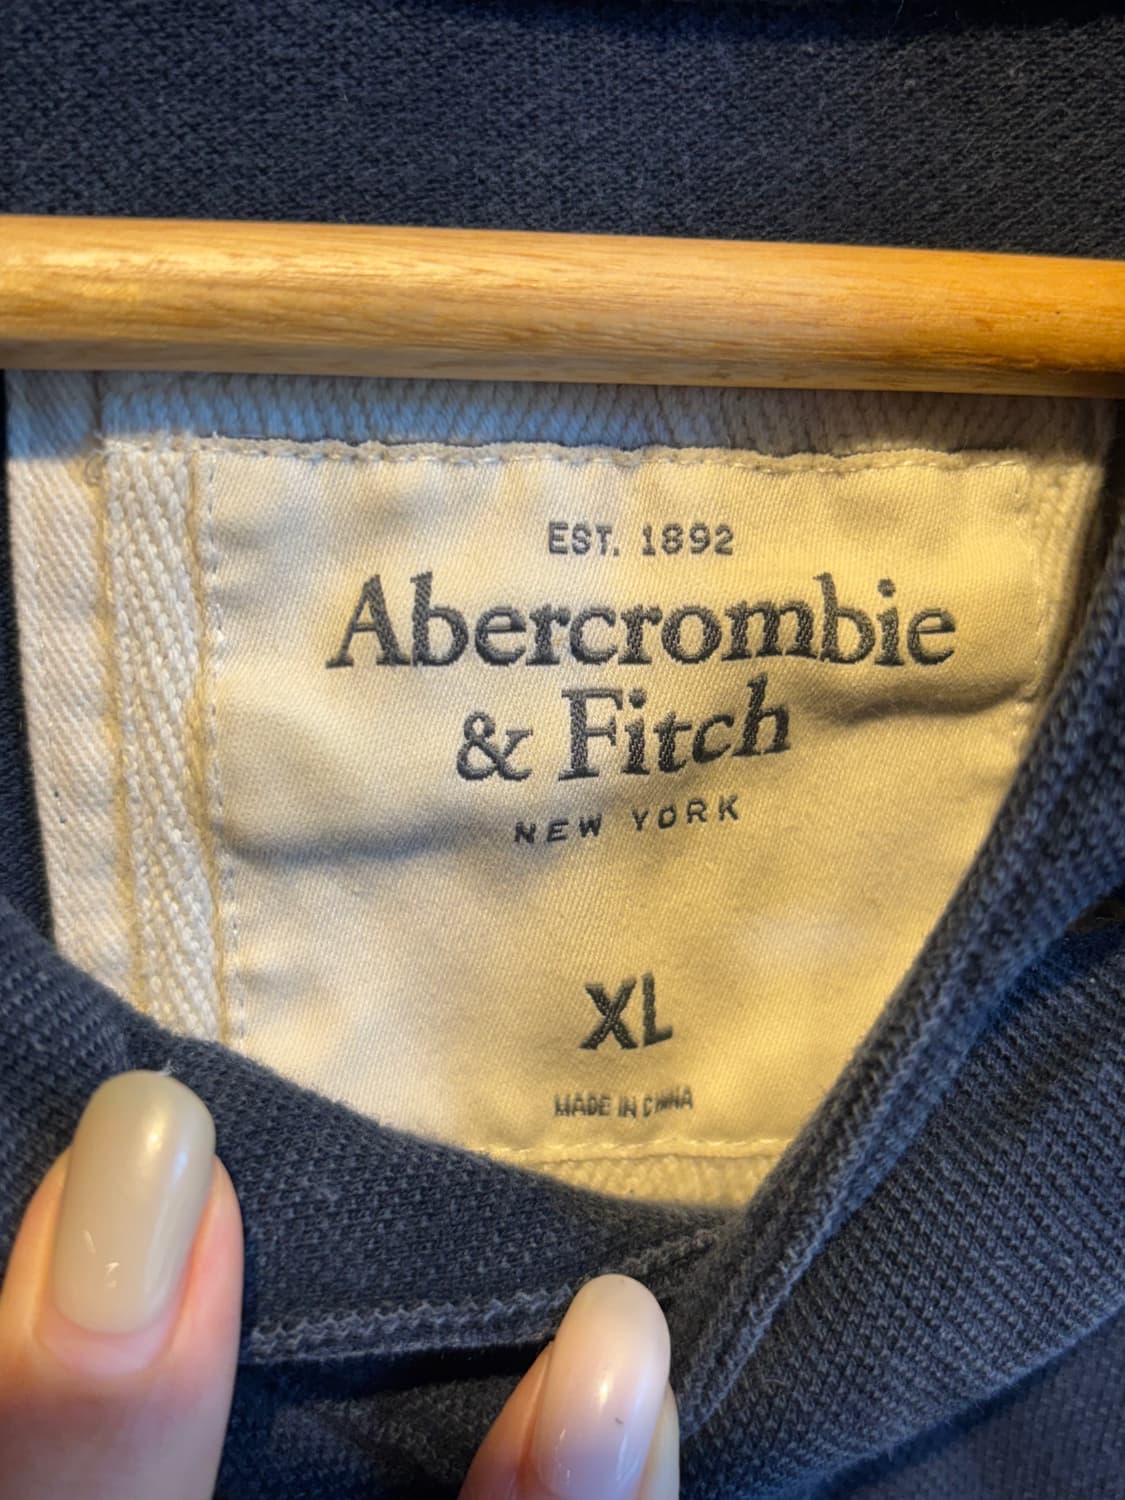 EST. 1892
Abercrombie
& Fitch
NEW YORK
XL
MADE IN CHINA